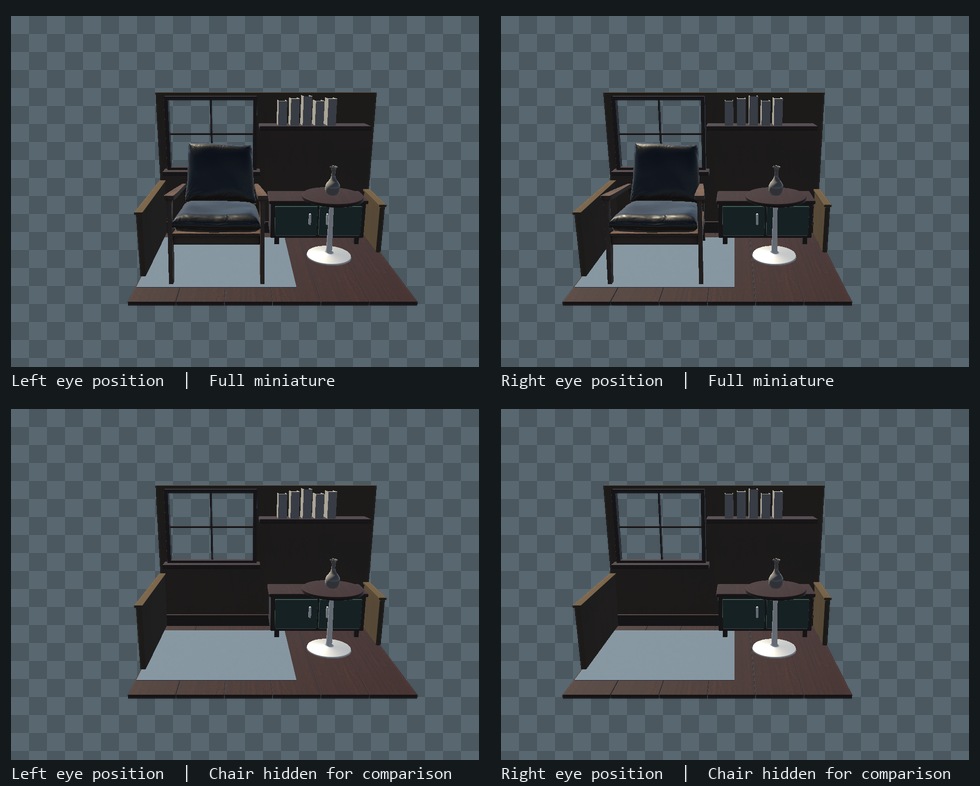 Left eye position | Full miniature
Right eye position | Full miniature
Left eye position | Chair hidden for comparison
Right eye position | Chair hidden for comparison